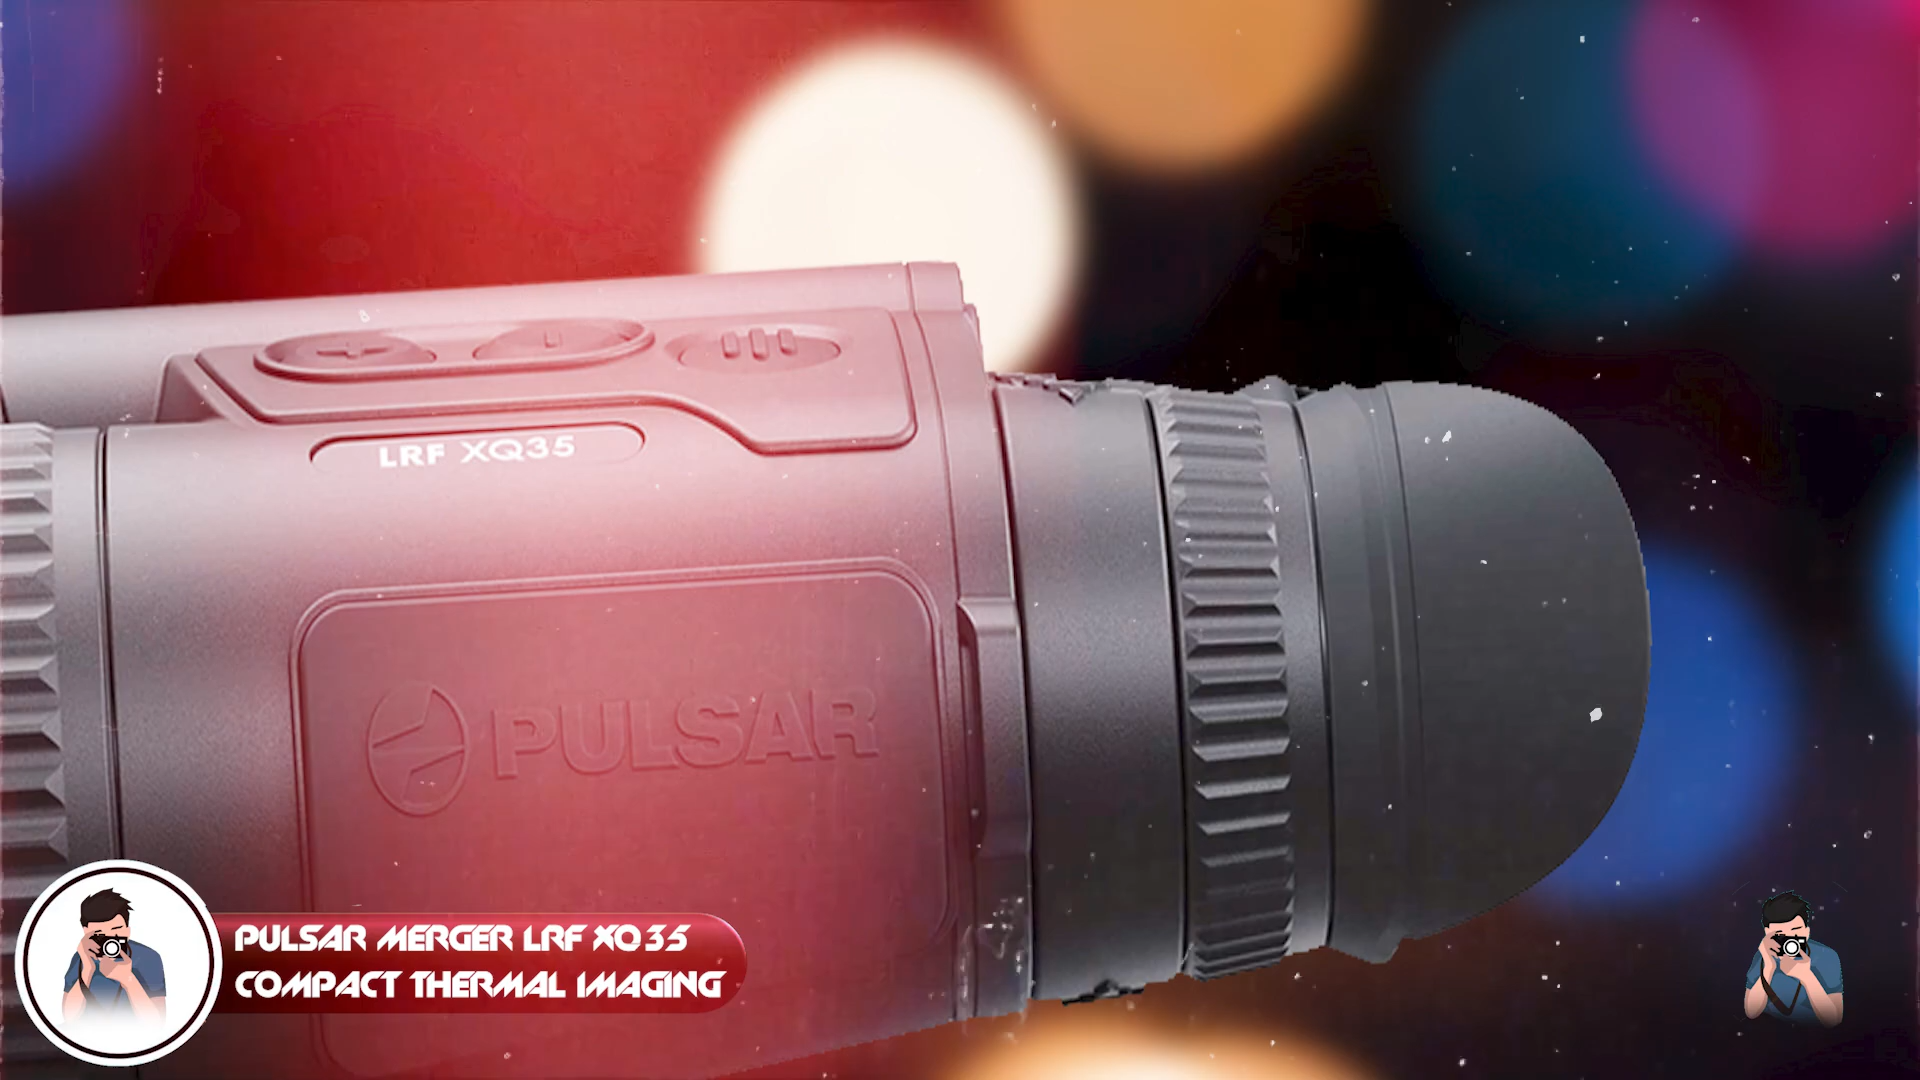 LRF XQ35
PULSAR
PULSAR MERGER LRF XQ35
COMPACT THERMAL IMAGING